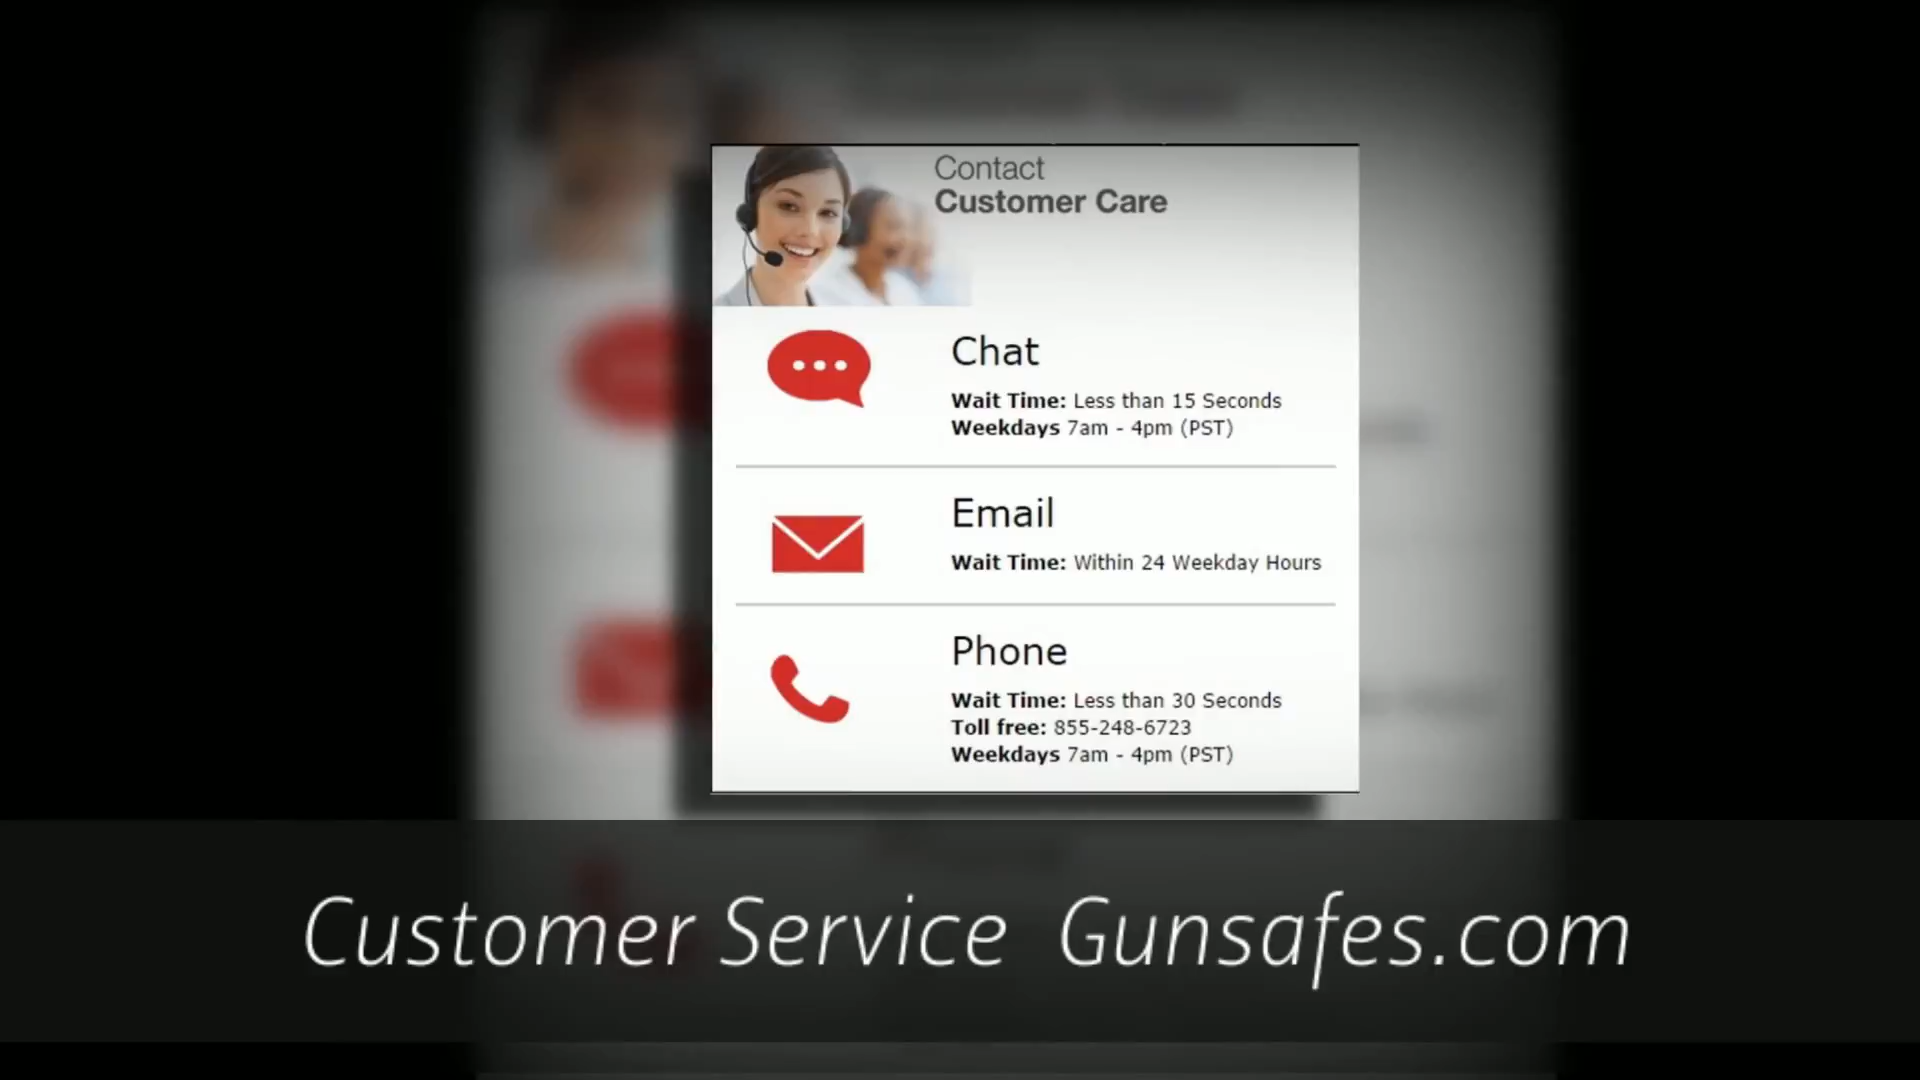 Contact
Customer Care
Chat
Wait Time: Less than 15 Seconds
Weekdays 7am - 4pm (PST)
Email
Wait Time: Within 24 Weekday Hours
Phone
Wait Time: Less than 30 Seconds
Toll free: 855-248-6723
Weekdays 7am - 4pm (PST)
Customer Service Gunsafes.com